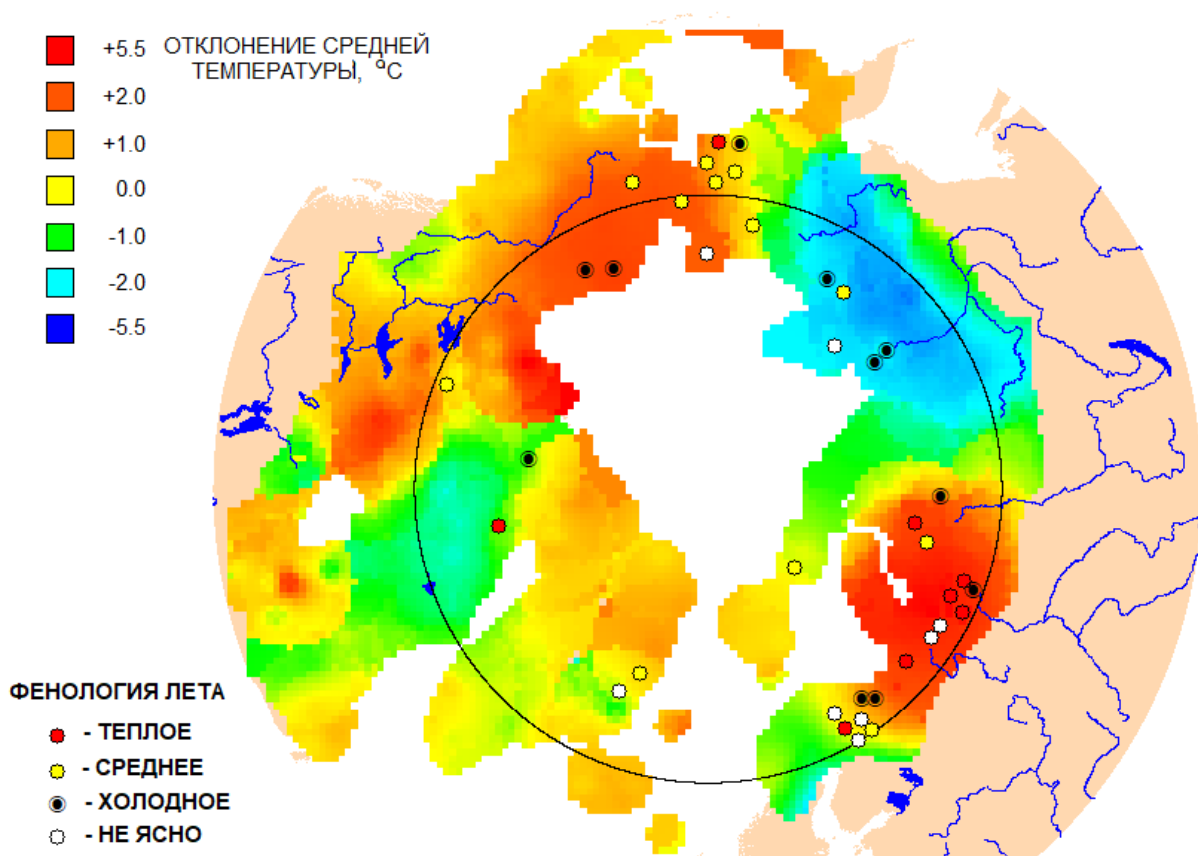 +5.5 ОТКЛОНЕНИЕ СРЕДНЕЙ
ТЕМПЕРАТУРЫ, °C
+2.0
+1.0
0.0
-1.0
-2.0
-5.5
ФЕНОЛОГИЯ ЛЕТА
- ТЕПЛОЕ
- СРЕДНЕЕ
- ХОЛОДНОЕ
- НЕ ЯСНО